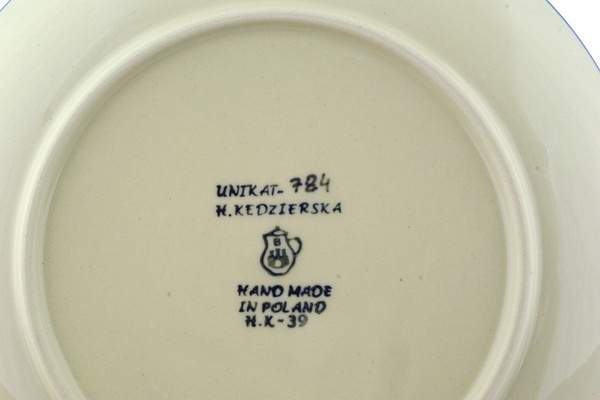 UNIKAT- 784
H.KEDZIERSKA
B
HAND MADE
IN POLAND
H.K-39